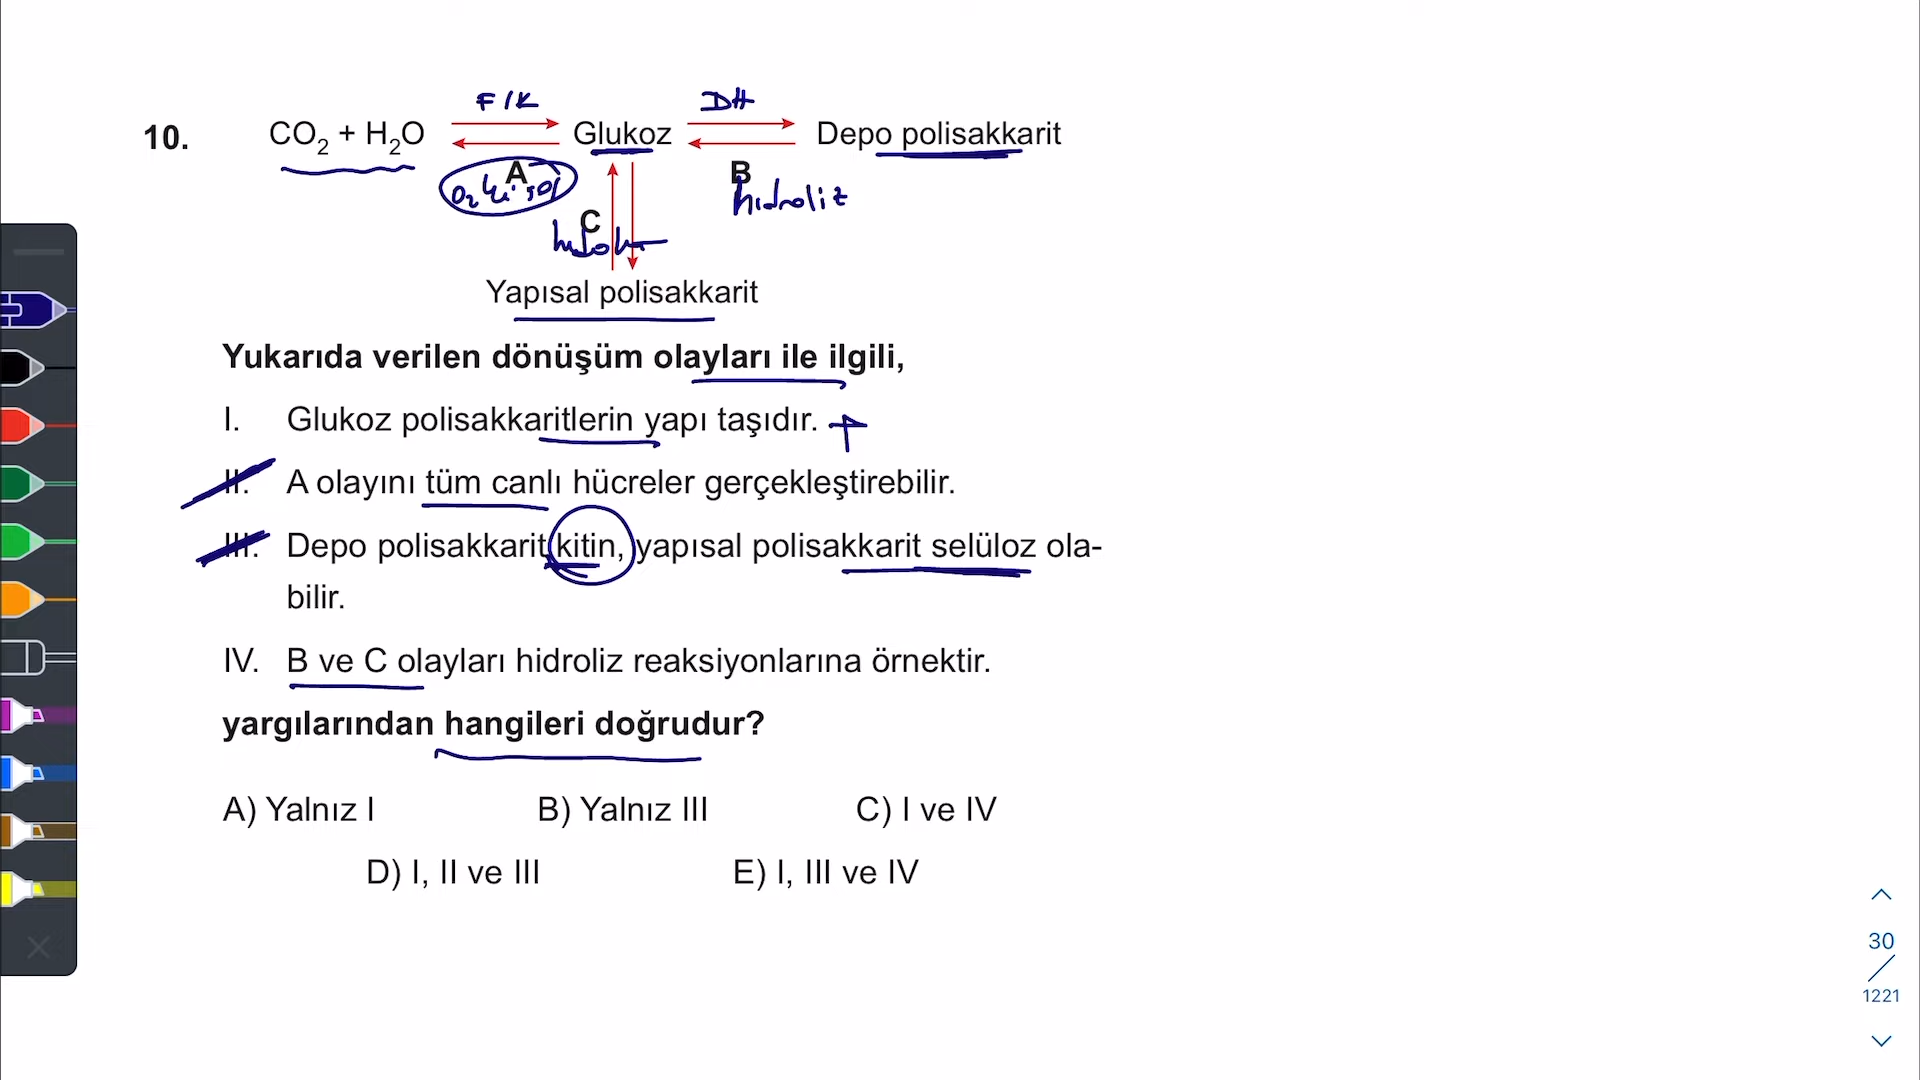 F/K DH
10. CO₂ + H₂O Glukoz Depo polisakkarit
A B
O₂ hidroliz
C
Yapısal polisakkarit
Yukarıda verilen dönüşüm olayları ile ilgili,
I. Glukoz polisakkaritlerin yapı taşıdır. +
II. A olayını tüm canlı hücreler gerçekleştirebilir.
III. Depo polisakkarit kitin, yapısal polisakkarit selüloz ola-
bilir.
IV. B ve C olayları hidroliz reaksiyonlarına örnektir.
yargılarından hangileri doğrudur?
A) Yalnız I B) Yalnız III C) I ve IV
D) I, II ve III E) I, III ve IV
30
1221